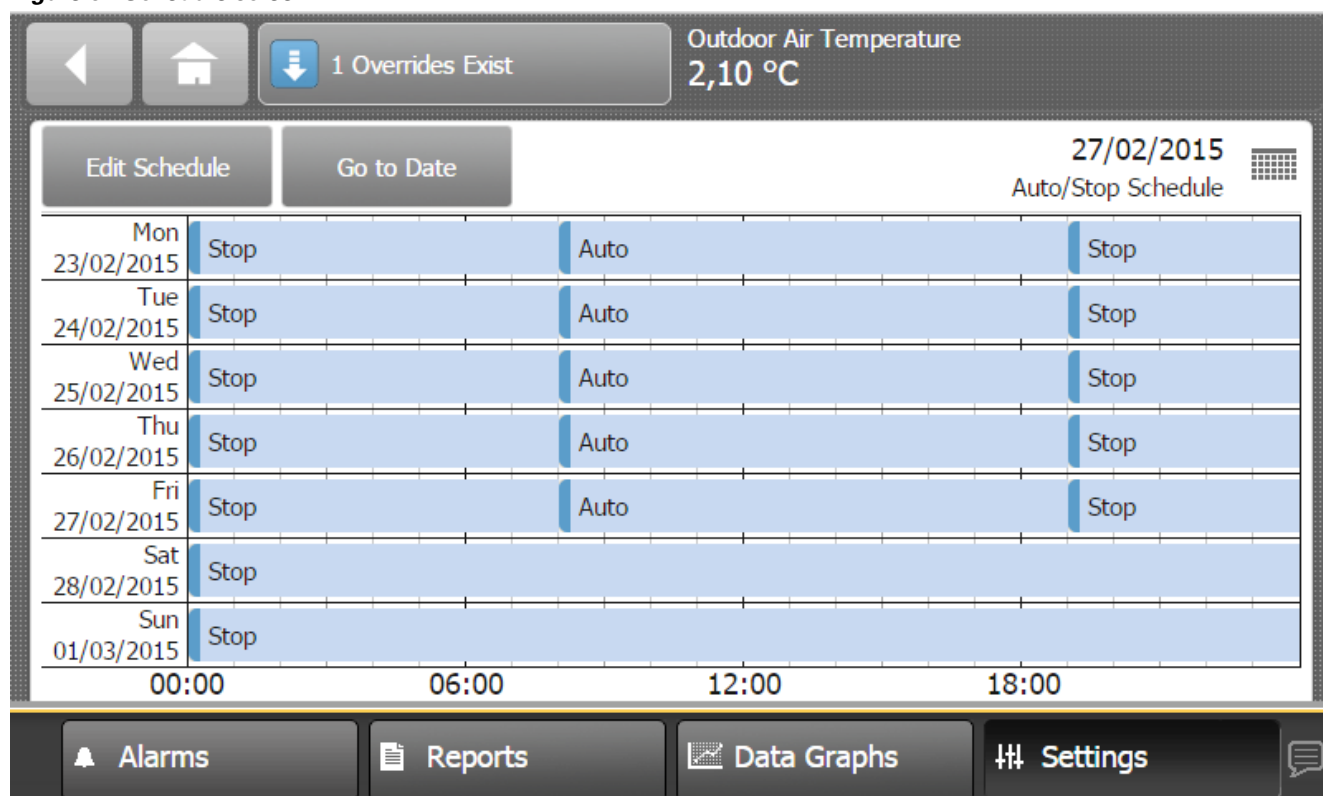 1 Overrides Exist
Outdoor Air Temperature
2,10 °C
Edit Schedule
Go to Date
27/02/2015
Auto/Stop Schedule
Mon
23/02/2015
Stop
Auto
Stop
Tue
24/02/2015
Stop
Auto
Stop
Wed
25/02/2015
Stop
Auto
Stop
Thu
26/02/2015
Stop
Auto
Stop
Fri
27/02/2015
Stop
Auto
Stop
Sat
28/02/2015
Stop
Sun
01/03/2015
Stop
00:00
06:00
12:00
18:00
Alarms
Reports
Data Graphs
Settings